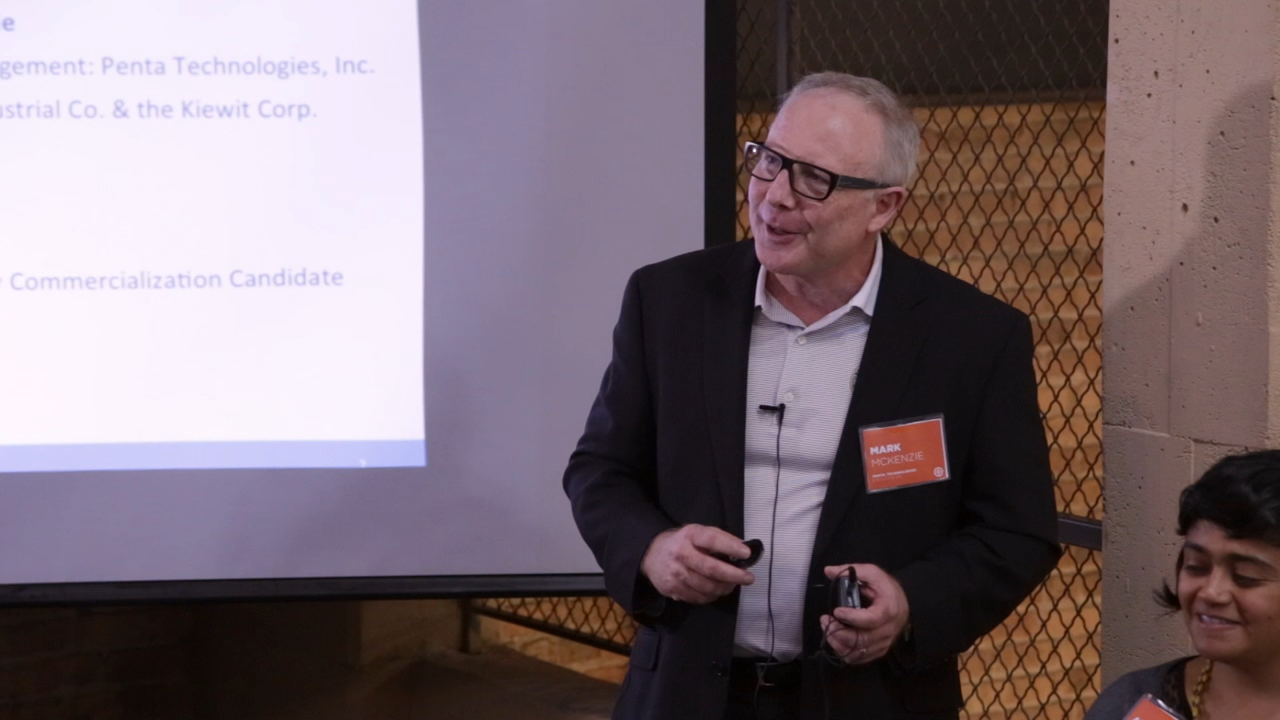 e
gement: Penta Technologies, Inc.
ustrial Co. & the Kiewit Corp.
y Commercialization Candidate
MARK
MCKENZIE